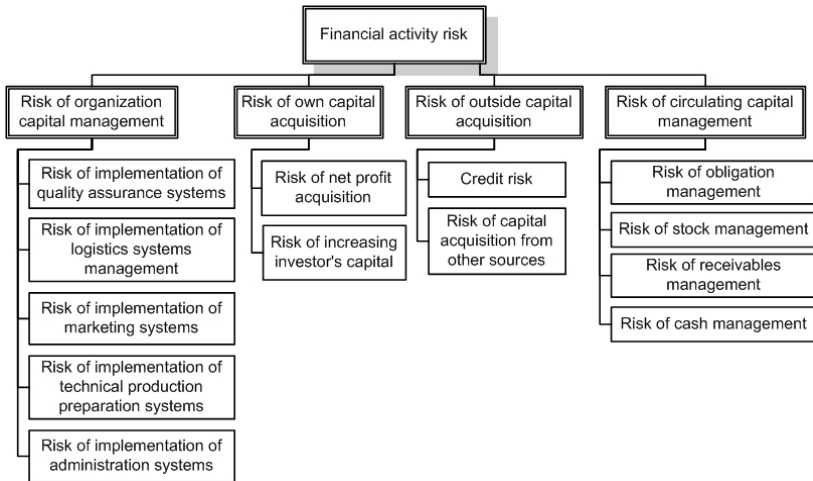 Financial activity risk
Risk of organization
capital management
Risk of own capital
acquisition
Risk of outside capital
acquisition
Risk of circulating capital
management
Risk of implementation of
quality assurance systems
Risk of implementation of
logistics systems
management
Risk of implementation of
marketing systems
Risk of implementation of
technical production
preparation systems
Risk of implementation of
administration systems
Risk of net profit
acquisition
Risk of increasing
investor's capital
Credit risk
Risk of capital
acquisition from
other sources
Risk of obligation
management
Risk of stock management
Risk of receivables
management
Risk of cash management